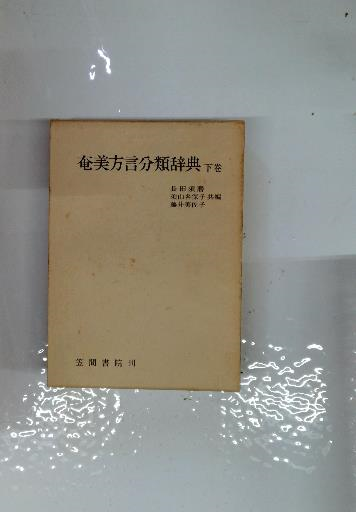 奄美方言分類辞典 下巻
長田須磨
須山名保子 共編
藤井美佐子
笠間書院刊